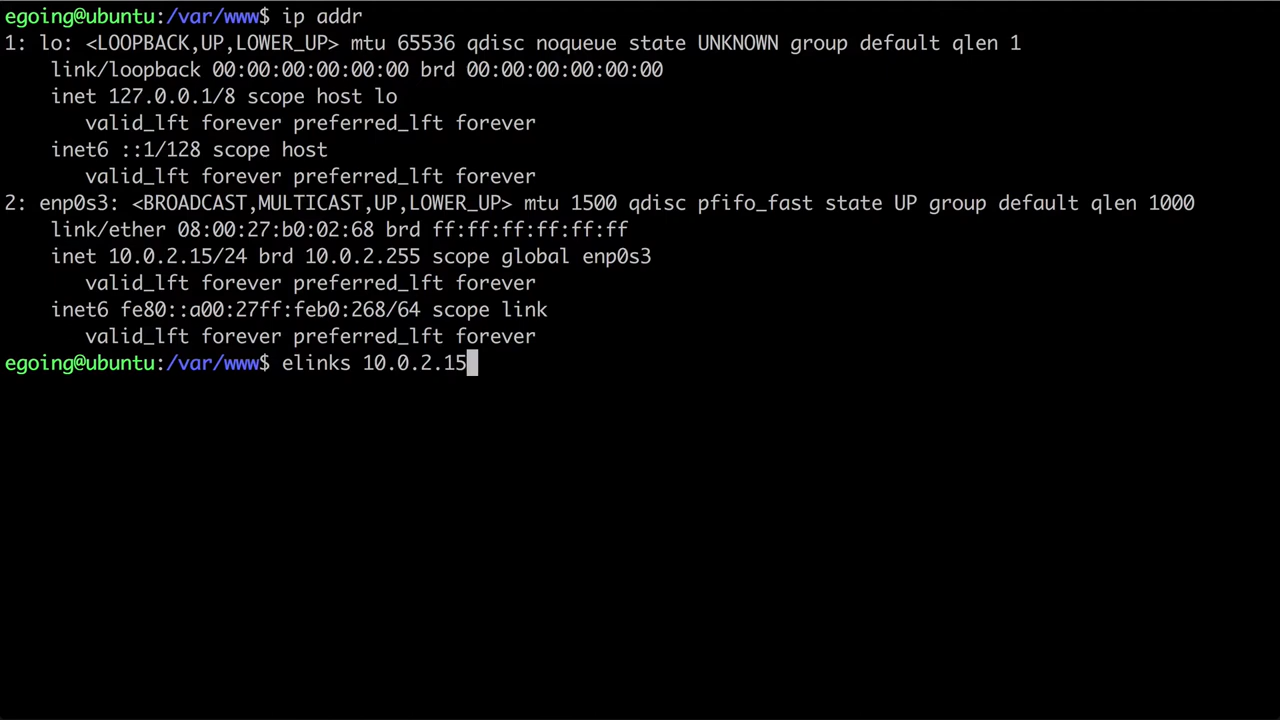 egoing@ubuntu:/var/www$ ip addr
1: lo: <LOOPBACK,UP,LOWER_UP> mtu 65536 qdisc noqueue state UNKNOWN group default qlen 1
    link/loopback 00:00:00:00:00:00 brd 00:00:00:00:00:00
    inet 127.0.0.1/8 scope host lo
       valid_lft forever preferred_lft forever
    inet6 ::1/128 scope host
       valid_lft forever preferred_lft forever
2: enp0s3: <BROADCAST,MULTICAST,UP,LOWER_UP> mtu 1500 qdisc pfifo_fast state UP group default qlen 1000
    link/ether 08:00:27:b0:02:68 brd ff:ff:ff:ff:ff:ff
    inet 10.0.2.15/24 brd 10.0.2.255 scope global enp0s3
       valid_lft forever preferred_lft forever
    inet6 fe80::a00:27ff:feb0:268/64 scope link
       valid_lft forever preferred_lft forever
egoing@ubuntu:/var/www$ elinks 10.0.2.15